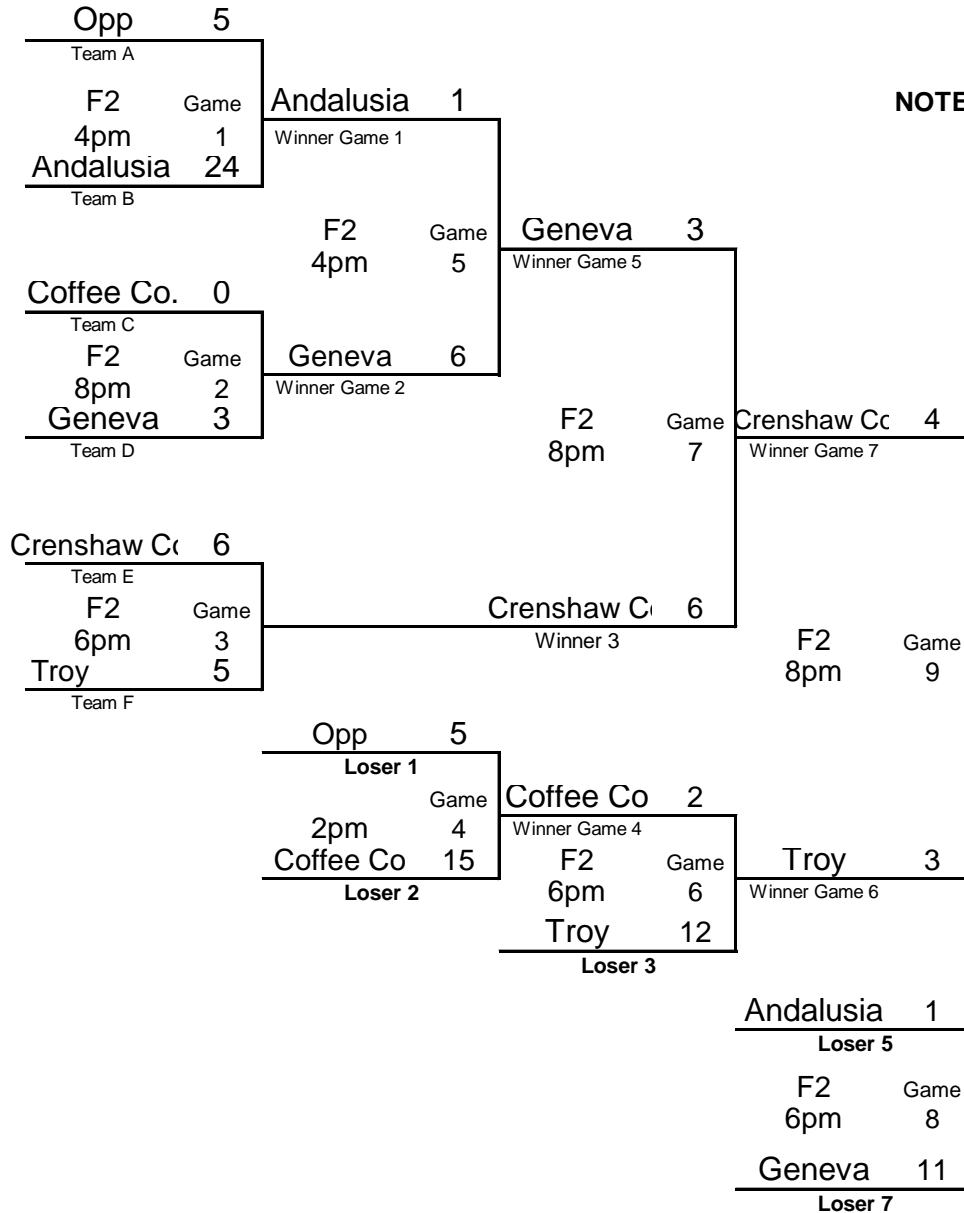 Opp 5
Team A
F2 Game
4pm 1
Andalusia 24
Team B
Andalusia 1
Winner Game 1
NOTE
F2 Game
4pm 5
Geneva 3
Winner Game 5
Coffee Co. 0
Team C
F2 Game
8pm 2
Geneva 3
Team D
Geneva 6
Winner Game 2
F2 Game
8pm 7
Crenshaw Co 4
Winner Game 7
Crenshaw Co 6
Team E
F2 Game
6pm 3
Troy 5
Team F
Crenshaw Co 6
Winner 3
F2 Game
8pm 9
Opp 5
Loser 1
Game
2pm 4
Coffee Co 15
Loser 2
Coffee Co 2
Winner Game 4
F2 Game
6pm 6
Troy 12
Loser 3
Troy 3
Winner Game 6
Andalusia 1
Loser 5
F2 Game
6pm 8
Geneva 11
Loser 7